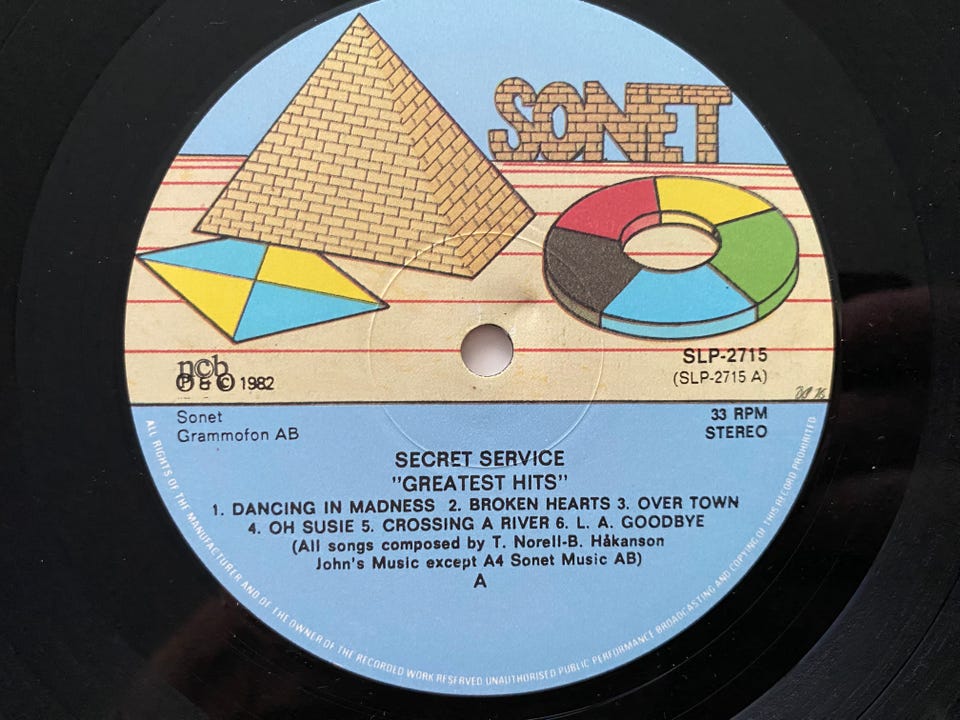 SONET
SLP-2715
(SLP-2715 A)
ncb
℗ & © 1982
Sonet
Grammofon AB
33 RPM
STEREO
SECRET SERVICE
"GREATEST HITS"
1. DANCING IN MADNESS 2. BROKEN HEARTS 3. OVER TOWN
4. OH SUSIE 5. CROSSING A RIVER 6. L. A. GOODBYE
(All songs composed by T. Norell-B. Håkanson
John's Music except A4 Sonet Music AB)
A
ALL RIGHTS OF THE MANUFACTURER AND OF THE OWNER OF THE RECORDED WORK RESERVED UNAUTHORISED PUBLIC PERFORMANCE BROADCASTING AND COPYING OF THIS RECORD PROHIBITED